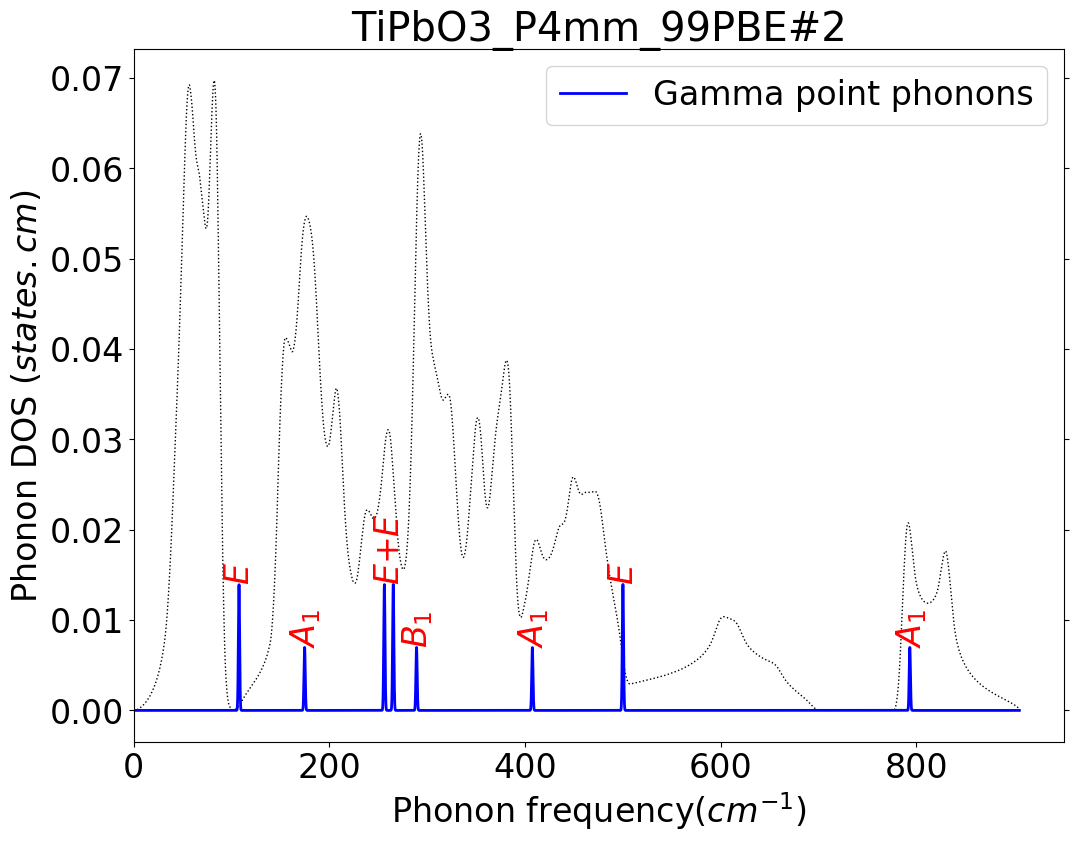 TiPbO3_P4mm_99PBE#2
Gamma point phonons
Phonon DOS (states.cm)
0.07
0.06
0.05
0.04
0.03
0.02
0.01
0.00
E
A₁
E+E
B₁
A₁
E
A₁
0 200 400 600 800
Phonon frequency(cm⁻¹)